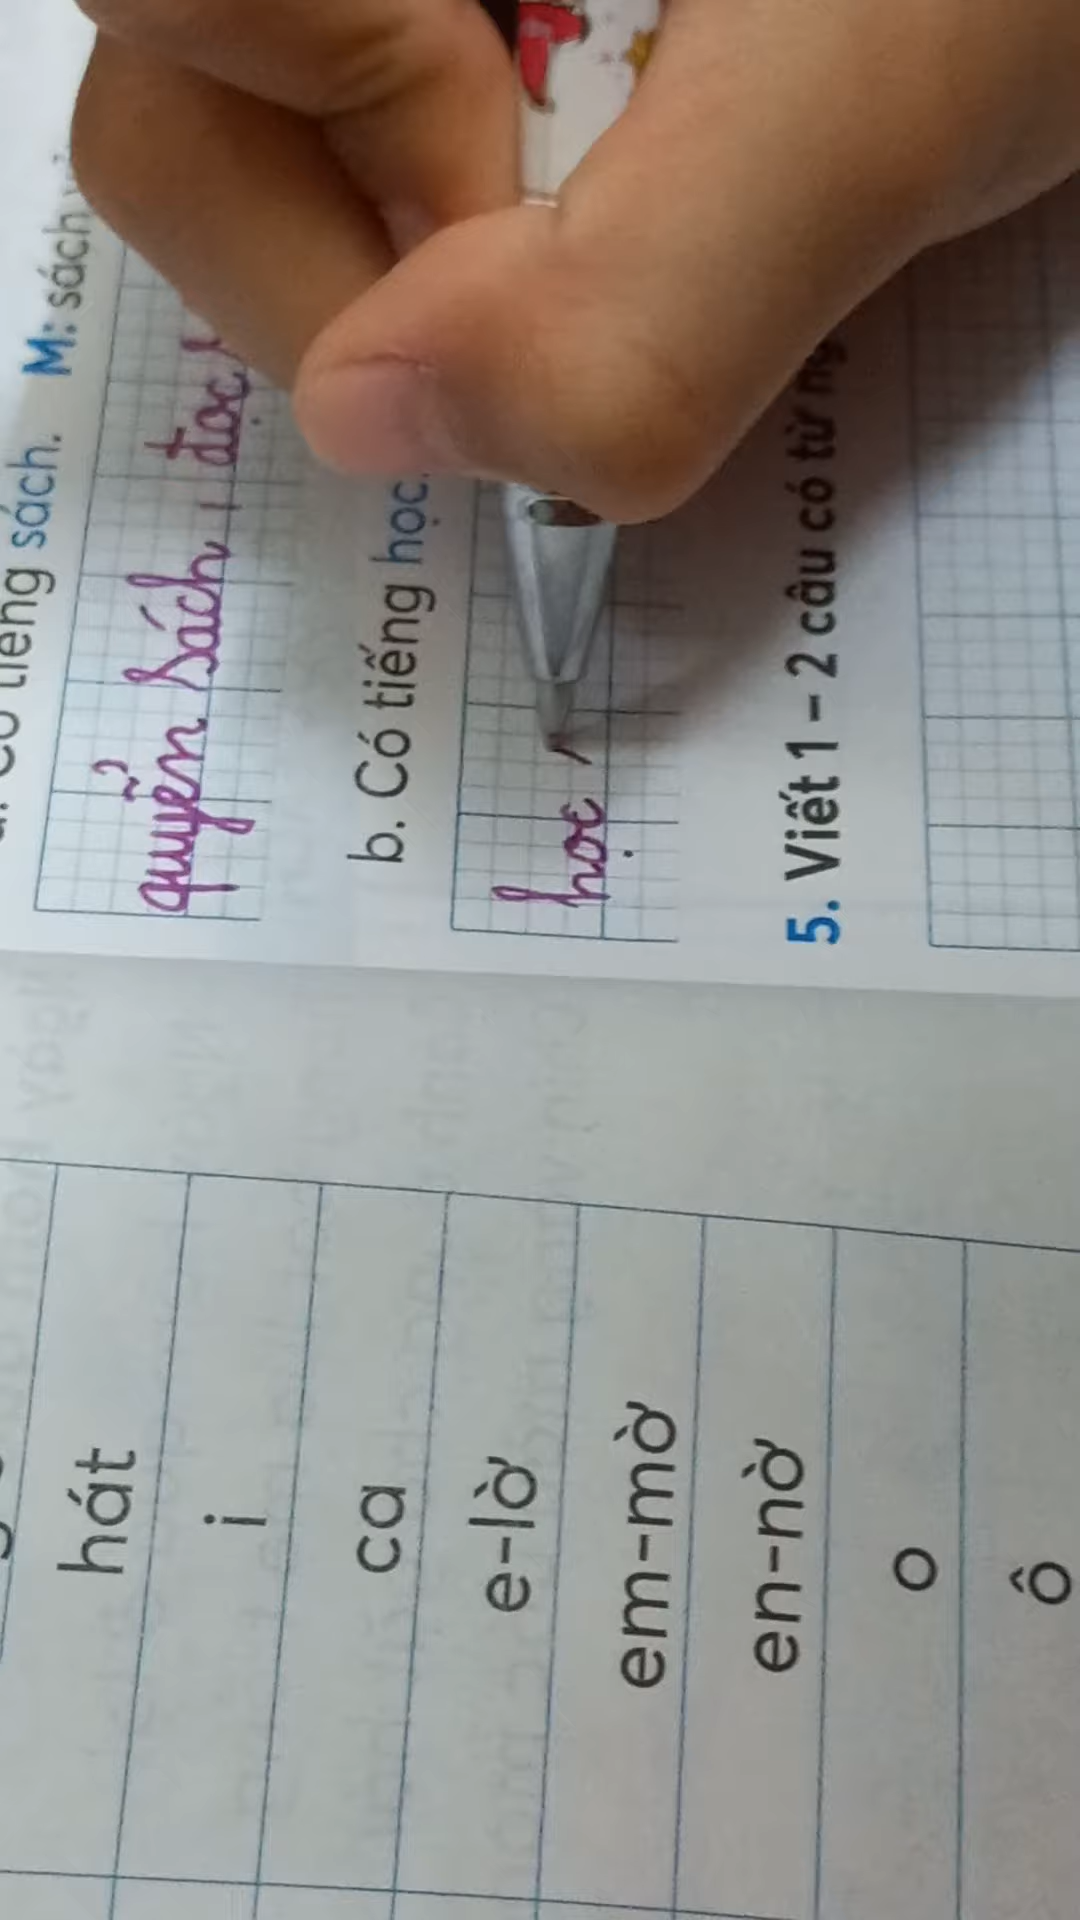 Có tiếng sách. M: sách
quyển sách, đọc
b. Có tiếng học.
học,
5. Viết 1 – 2 câu có từ
hát
i
ca
e-lờ
em-mờ
en-nờ
o
ô